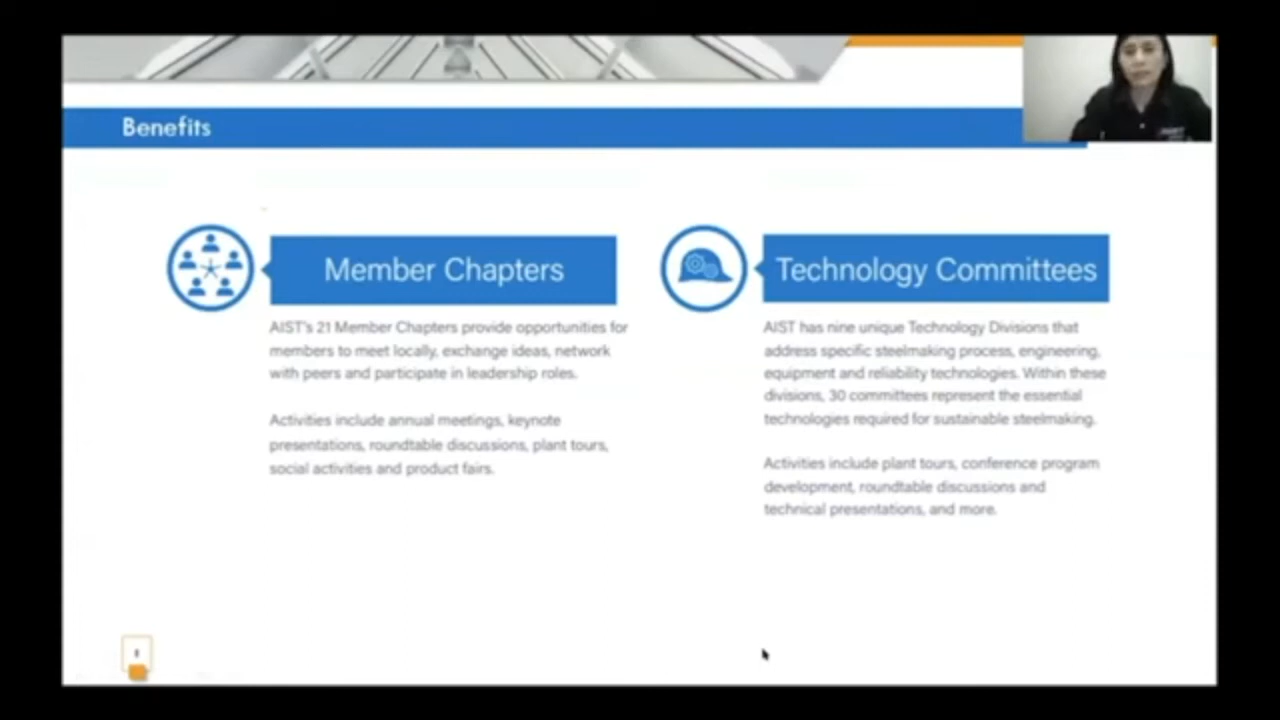 Benefits
Member Chapters
AIST's 21 Member Chapters provide opportunities for
members to meet locally, exchange ideas, network
with peers and participate in leadership roles.
Activities include annual meetings, keynote
presentations, roundtable discussions, plant tours,
social activities and product fairs.
Technology Committees
AIST has nine unique Technology Divisions that
address specific steelmaking process, engineering,
equipment and reliability technologies. Within these
divisions, 30 committees represent the essential
technologies required for sustainable steelmaking.
Activities include plant tours, conference program
development, roundtable discussions and
technical presentations, and more.